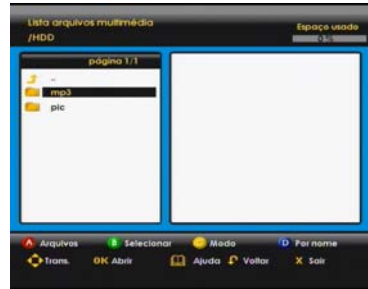 Lista arquivos multimédia
Espaço usado
/HDD
0%
página 1/1
..
mp3
pic
A Arquivos B Selecionar C Modo D Por nome
Trans. OK Abrir Ajuda Voltar X Sair